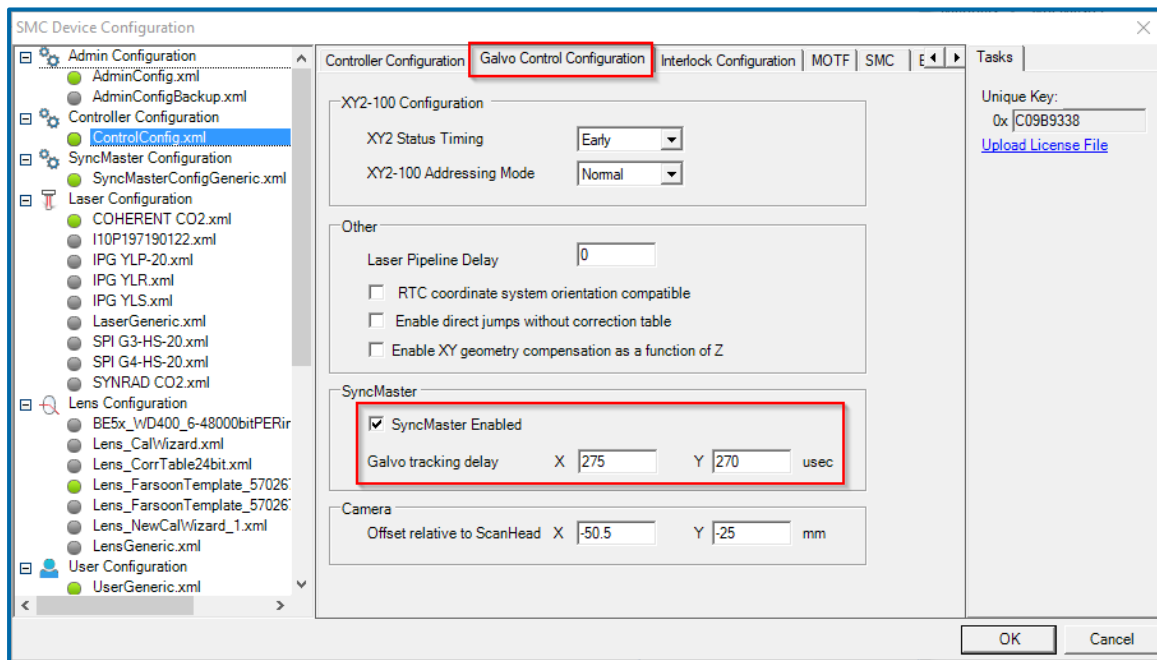 SMC Device Configuration
Admin Configuration
AdminConfig.xml
AdminConfigBackup.xml
Controller Configuration
ControlConfig.xml
SyncMaster Configuration
SyncMasterConfigGeneric.xml
Laser Configuration
COHERENT CO2.xml
I10P197190122.xml
IPG YLP-20.xml
IPG YLR.xml
IPG YLS.xml
LaserGeneric.xml
SPI G3-HS-20.xml
SPI G4-HS-20.xml
SYNRAD CO2.xml
Lens Configuration
BE5x_WD400_6-48000bitPERir
Lens_CalWizard.xml
Lens_CorrTable24bit.xml
Lens_FarsoonTemplate_57026
Lens_FarsoonTemplate_57026
Lens_NewCalWizard_1.xml
LensGeneric.xml
User Configuration
UserGeneric.xml
Controller Configuration Galvo Control Configuration Interlock Configuration MOTF SMC
XY2-100 Configuration
XY2 Status Timing Early
XY2-100 Addressing Mode Normal
Other
Laser Pipeline Delay 0
RTC coordinate system orientation compatible
Enable direct jumps without correction table
Enable XY geometry compensation as a function of Z
SyncMaster
SyncMaster Enabled
Galvo tracking delay X 275 Y 270 usec
Camera
Offset relative to ScanHead X -50.5 Y -25 mm
Tasks
Unique Key:
0x C09B9338
Upload License File
OK Cancel